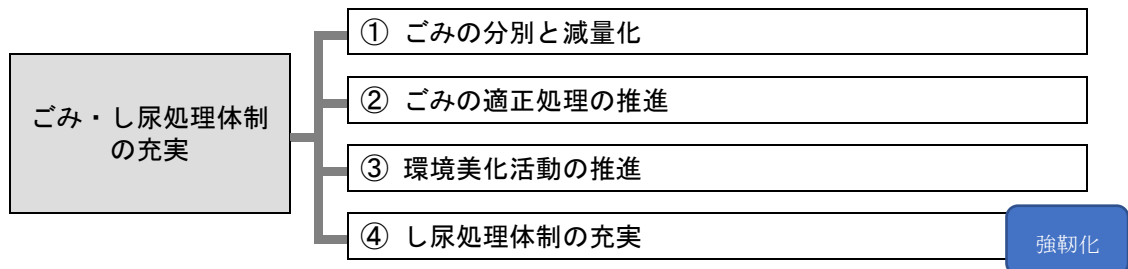 ごみ・し尿処理体制
の充実
① ごみの分別と減量化
② ごみの適正処理の推進
③ 環境美化活動の推進
④ し尿処理体制の充実
強靭化